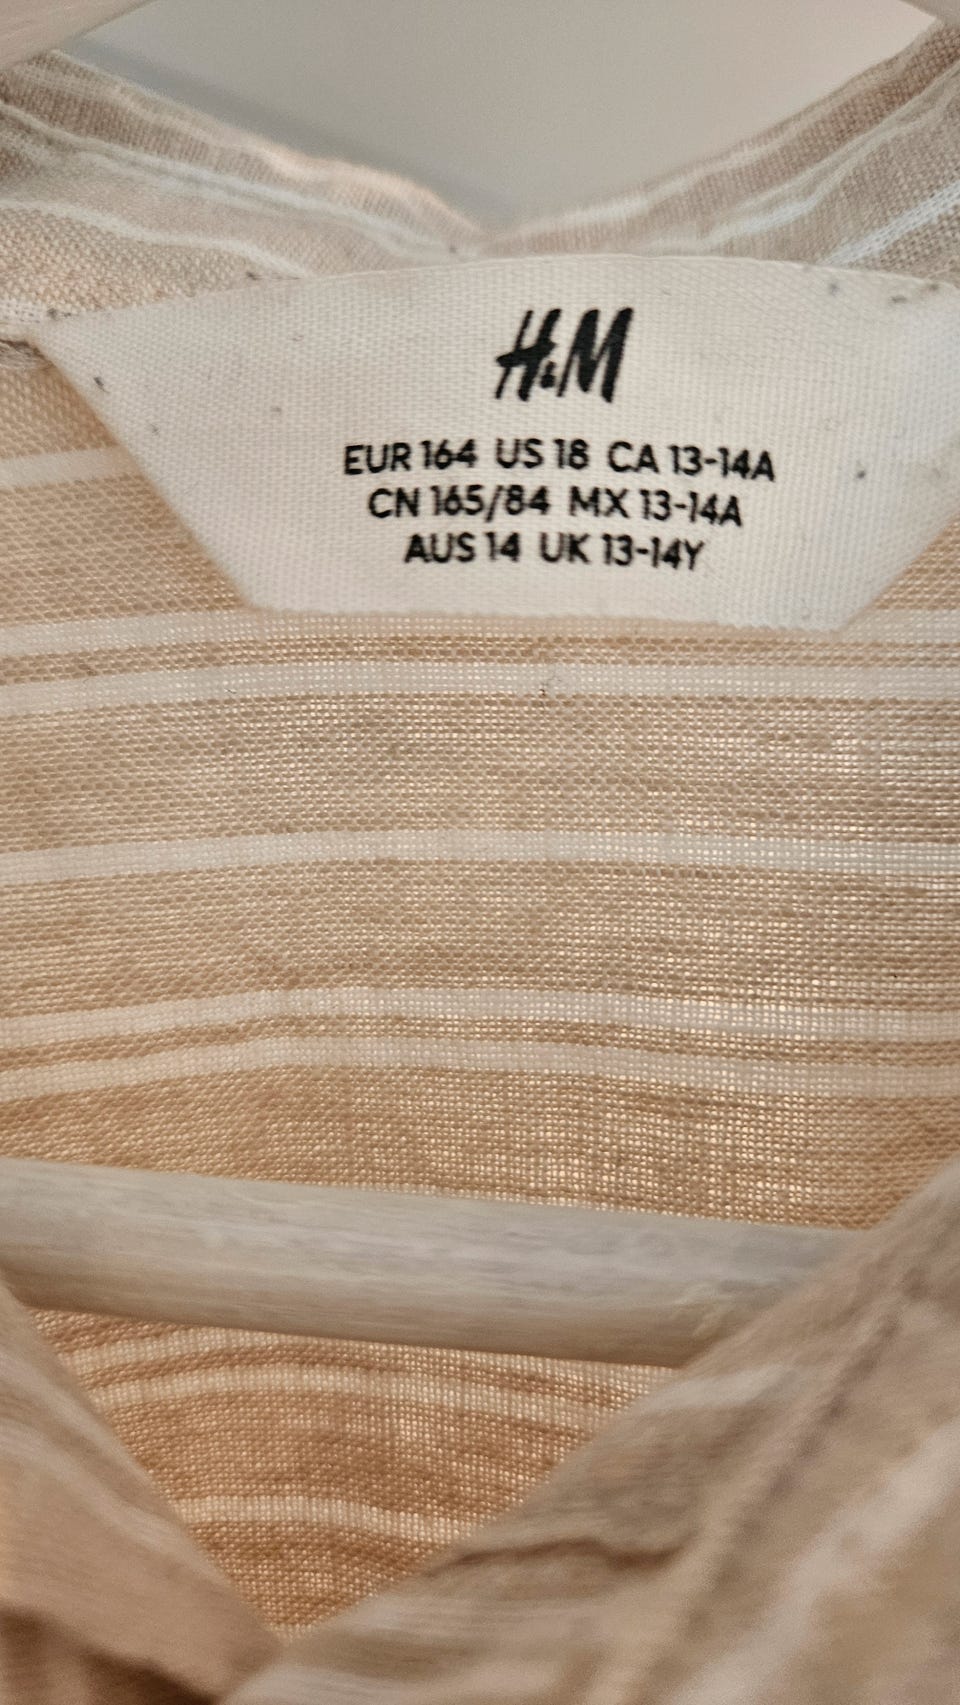 H&M
EUR 164 US 18 CA 13-14A
CN 165/84 MX 13-14A
AUS 14 UK 13-14Y